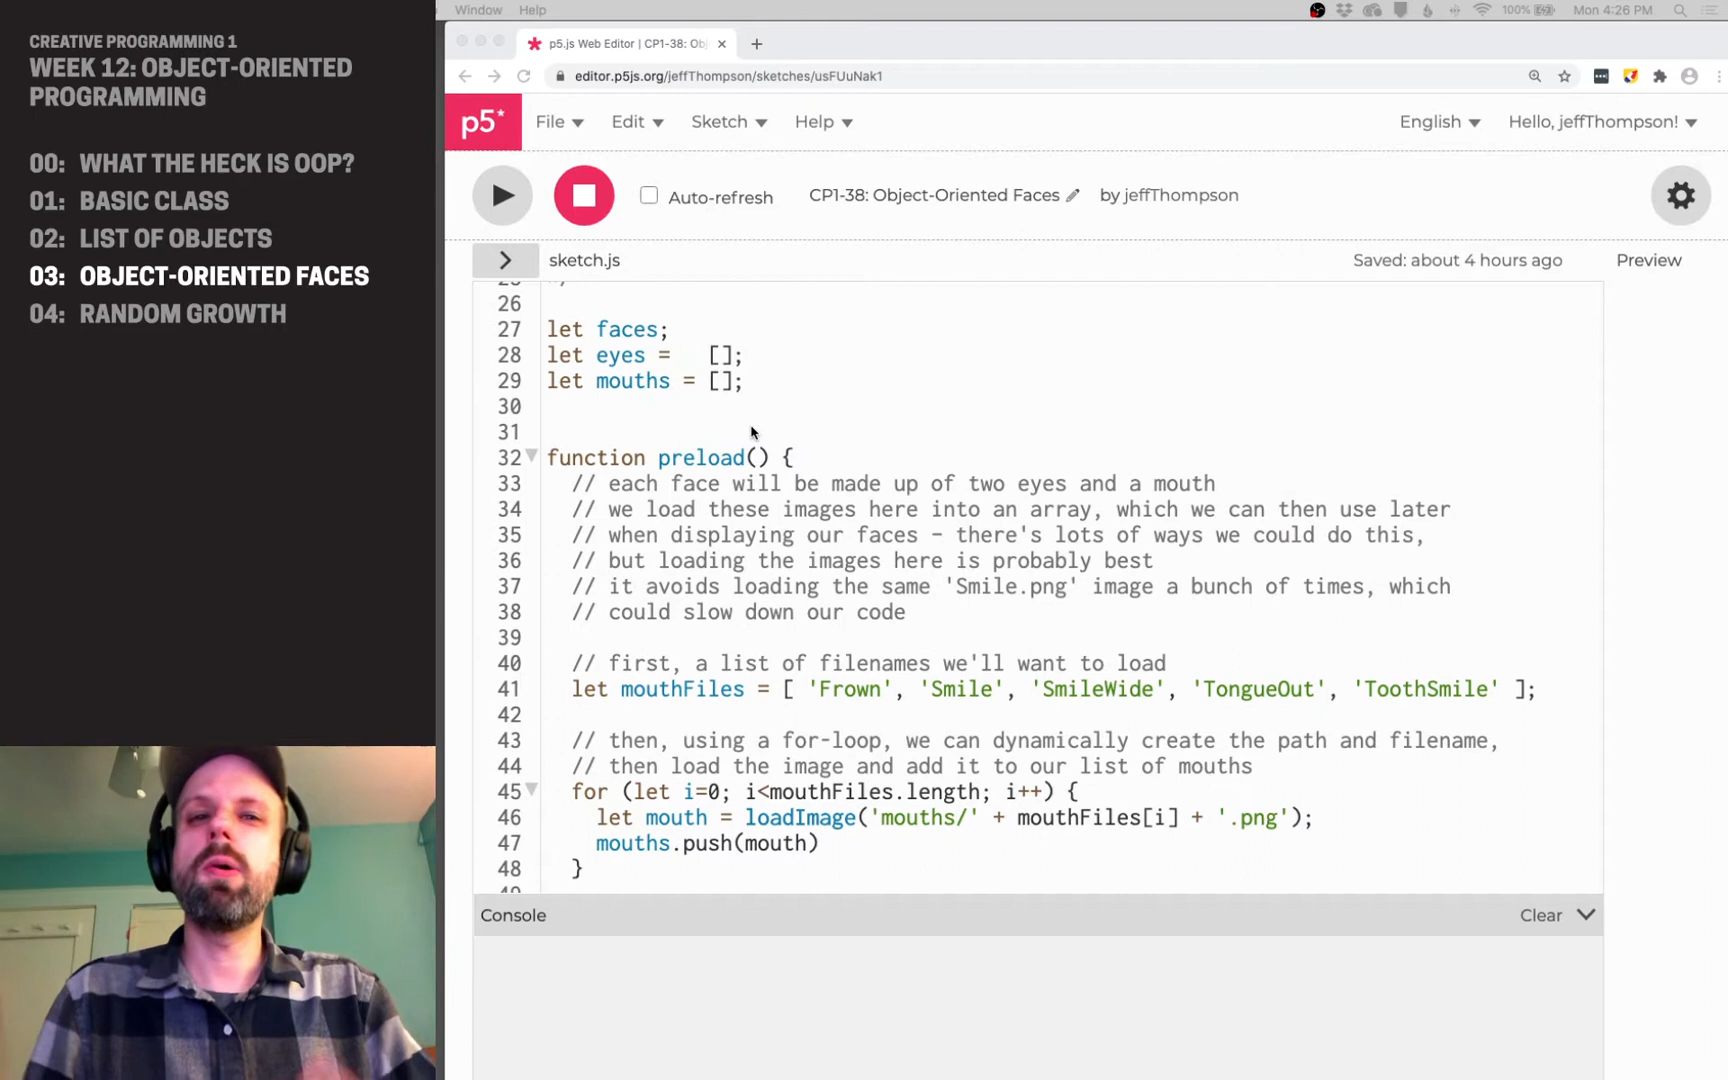 CREATIVE PROGRAMMING 1
WEEK 12: OBJECT-ORIENTED
PROGRAMMING
00: WHAT THE HECK IS OOP?
01: BASIC CLASS
02: LIST OF OBJECTS
03: OBJECT-ORIENTED FACES
04: RANDOM GROWTH
Window Help 100% Mon 4:26 PM
p5.js Web Editor | CP1-38: Ob
editor.p5js.org/jeffThompson/sketches/usFUuNak1
p5* File Edit Sketch Help English Hello, jeffThompson!
Auto-refresh CP1-38: Object-Oriented Faces by jeffThompson
sketch.js Saved: about 4 hours ago Preview
26
27 let faces;
28 let eyes =   [];
29 let mouths = [];
30
31
32 function preload() {
33 // each face will be made up of two eyes and a mouth
34 // we load these images here into an array, which we can then use later
35 // when displaying our faces – there's lots of ways we could do this,
36 // but loading the images here is probably best
37 // it avoids loading the same 'Smile.png' image a bunch of times, which
38 // could slow down our code
39
40 // first, a list of filenames we'll want to load
41 let mouthFiles = [ 'Frown', 'Smile', 'SmileWide', 'TongueOut', 'ToothSmile' ];
42
43 // then, using a for-loop, we can dynamically create the path and filename,
44 // then load the image and add it to our list of mouths
45 for (let i=0; i<mouthFiles.length; i++) {
46 let mouth = loadImage('mouths/' + mouthFiles[i] + '.png');
47 mouths.push(mouth)
48 }
Console Clear